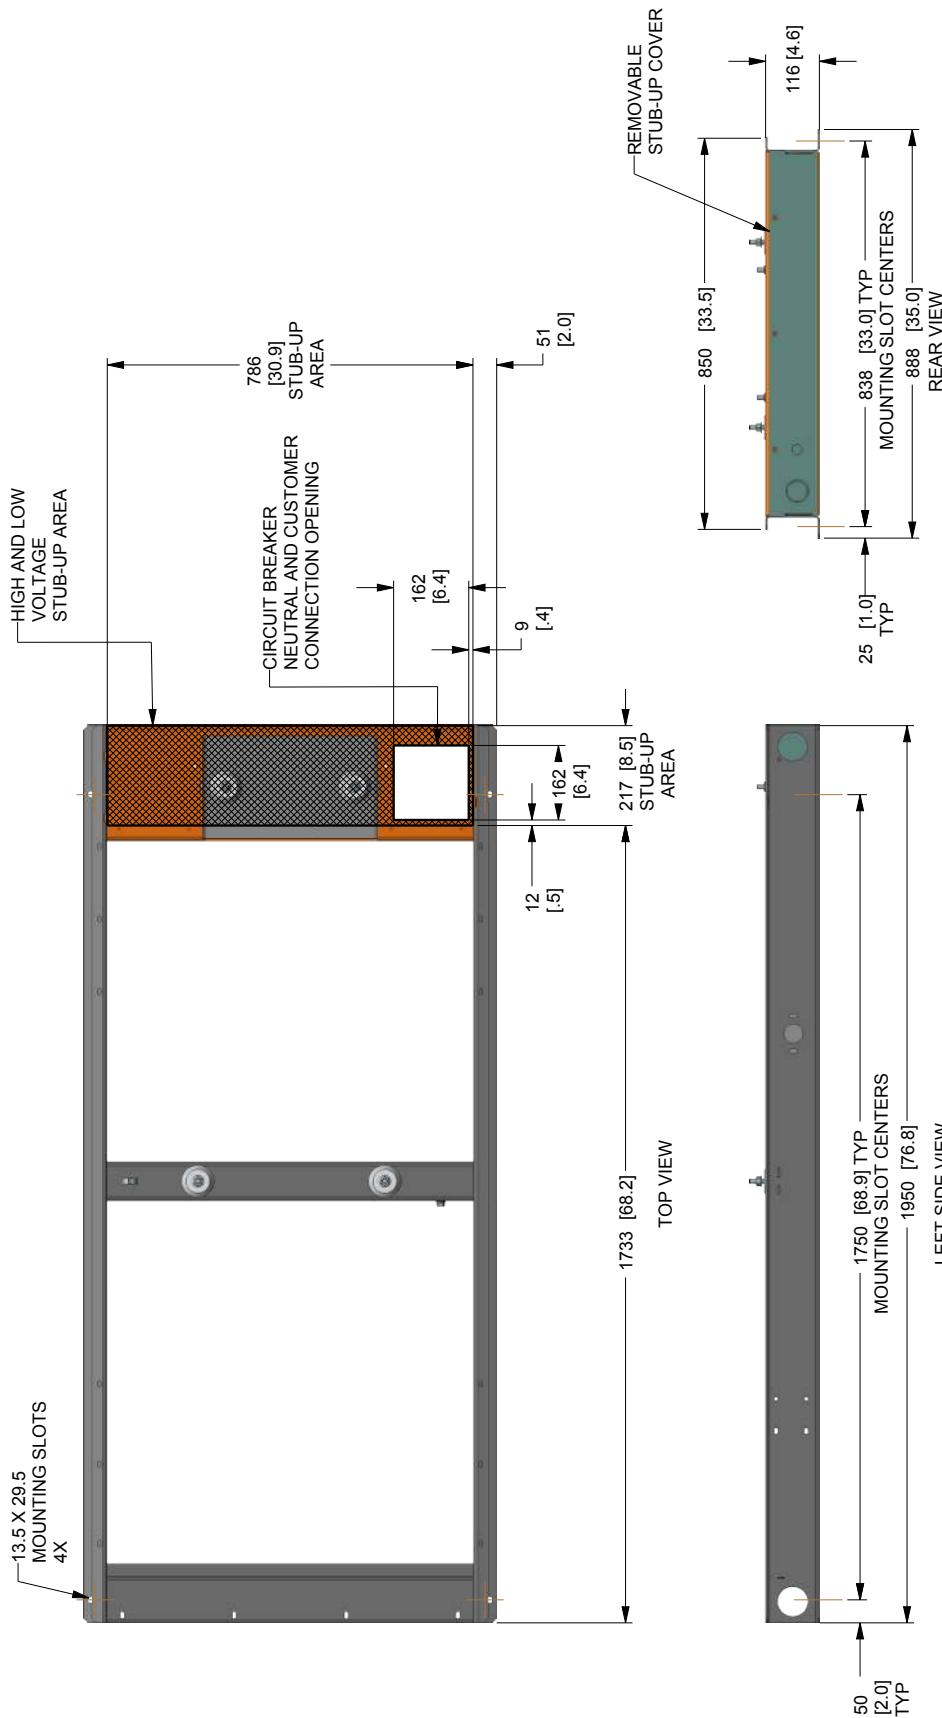 13.5 X 29.5
MOUNTING SLOTS
4X
HIGH AND LOW
VOLTAGE
STUB-UP AREA
CIRCUIT BREAKER
NEUTRAL AND CUSTOMER
CONNECTION OPENING
786
[30.9]
STUB-UP
AREA
51
[2.0]
162
[6.4]
9
[.4]
162
[6.4]
12
[.5]
217 [8.5]
STUB-UP
AREA
1733 [68.2]
TOP VIEW
REMOVABLE
STUB-UP COVER
116 [4.6]
850 [33.5]
838 [33.0] TYP
MOUNTING SLOT CENTERS
888 [35.0]
REAR VIEW
25 [1.0]
TYP
1750 [68.9] TYP
MOUNTING SLOT CENTERS
1950 [76.8]
50
[2.0]
TYP
LEFT SIDE VIEW